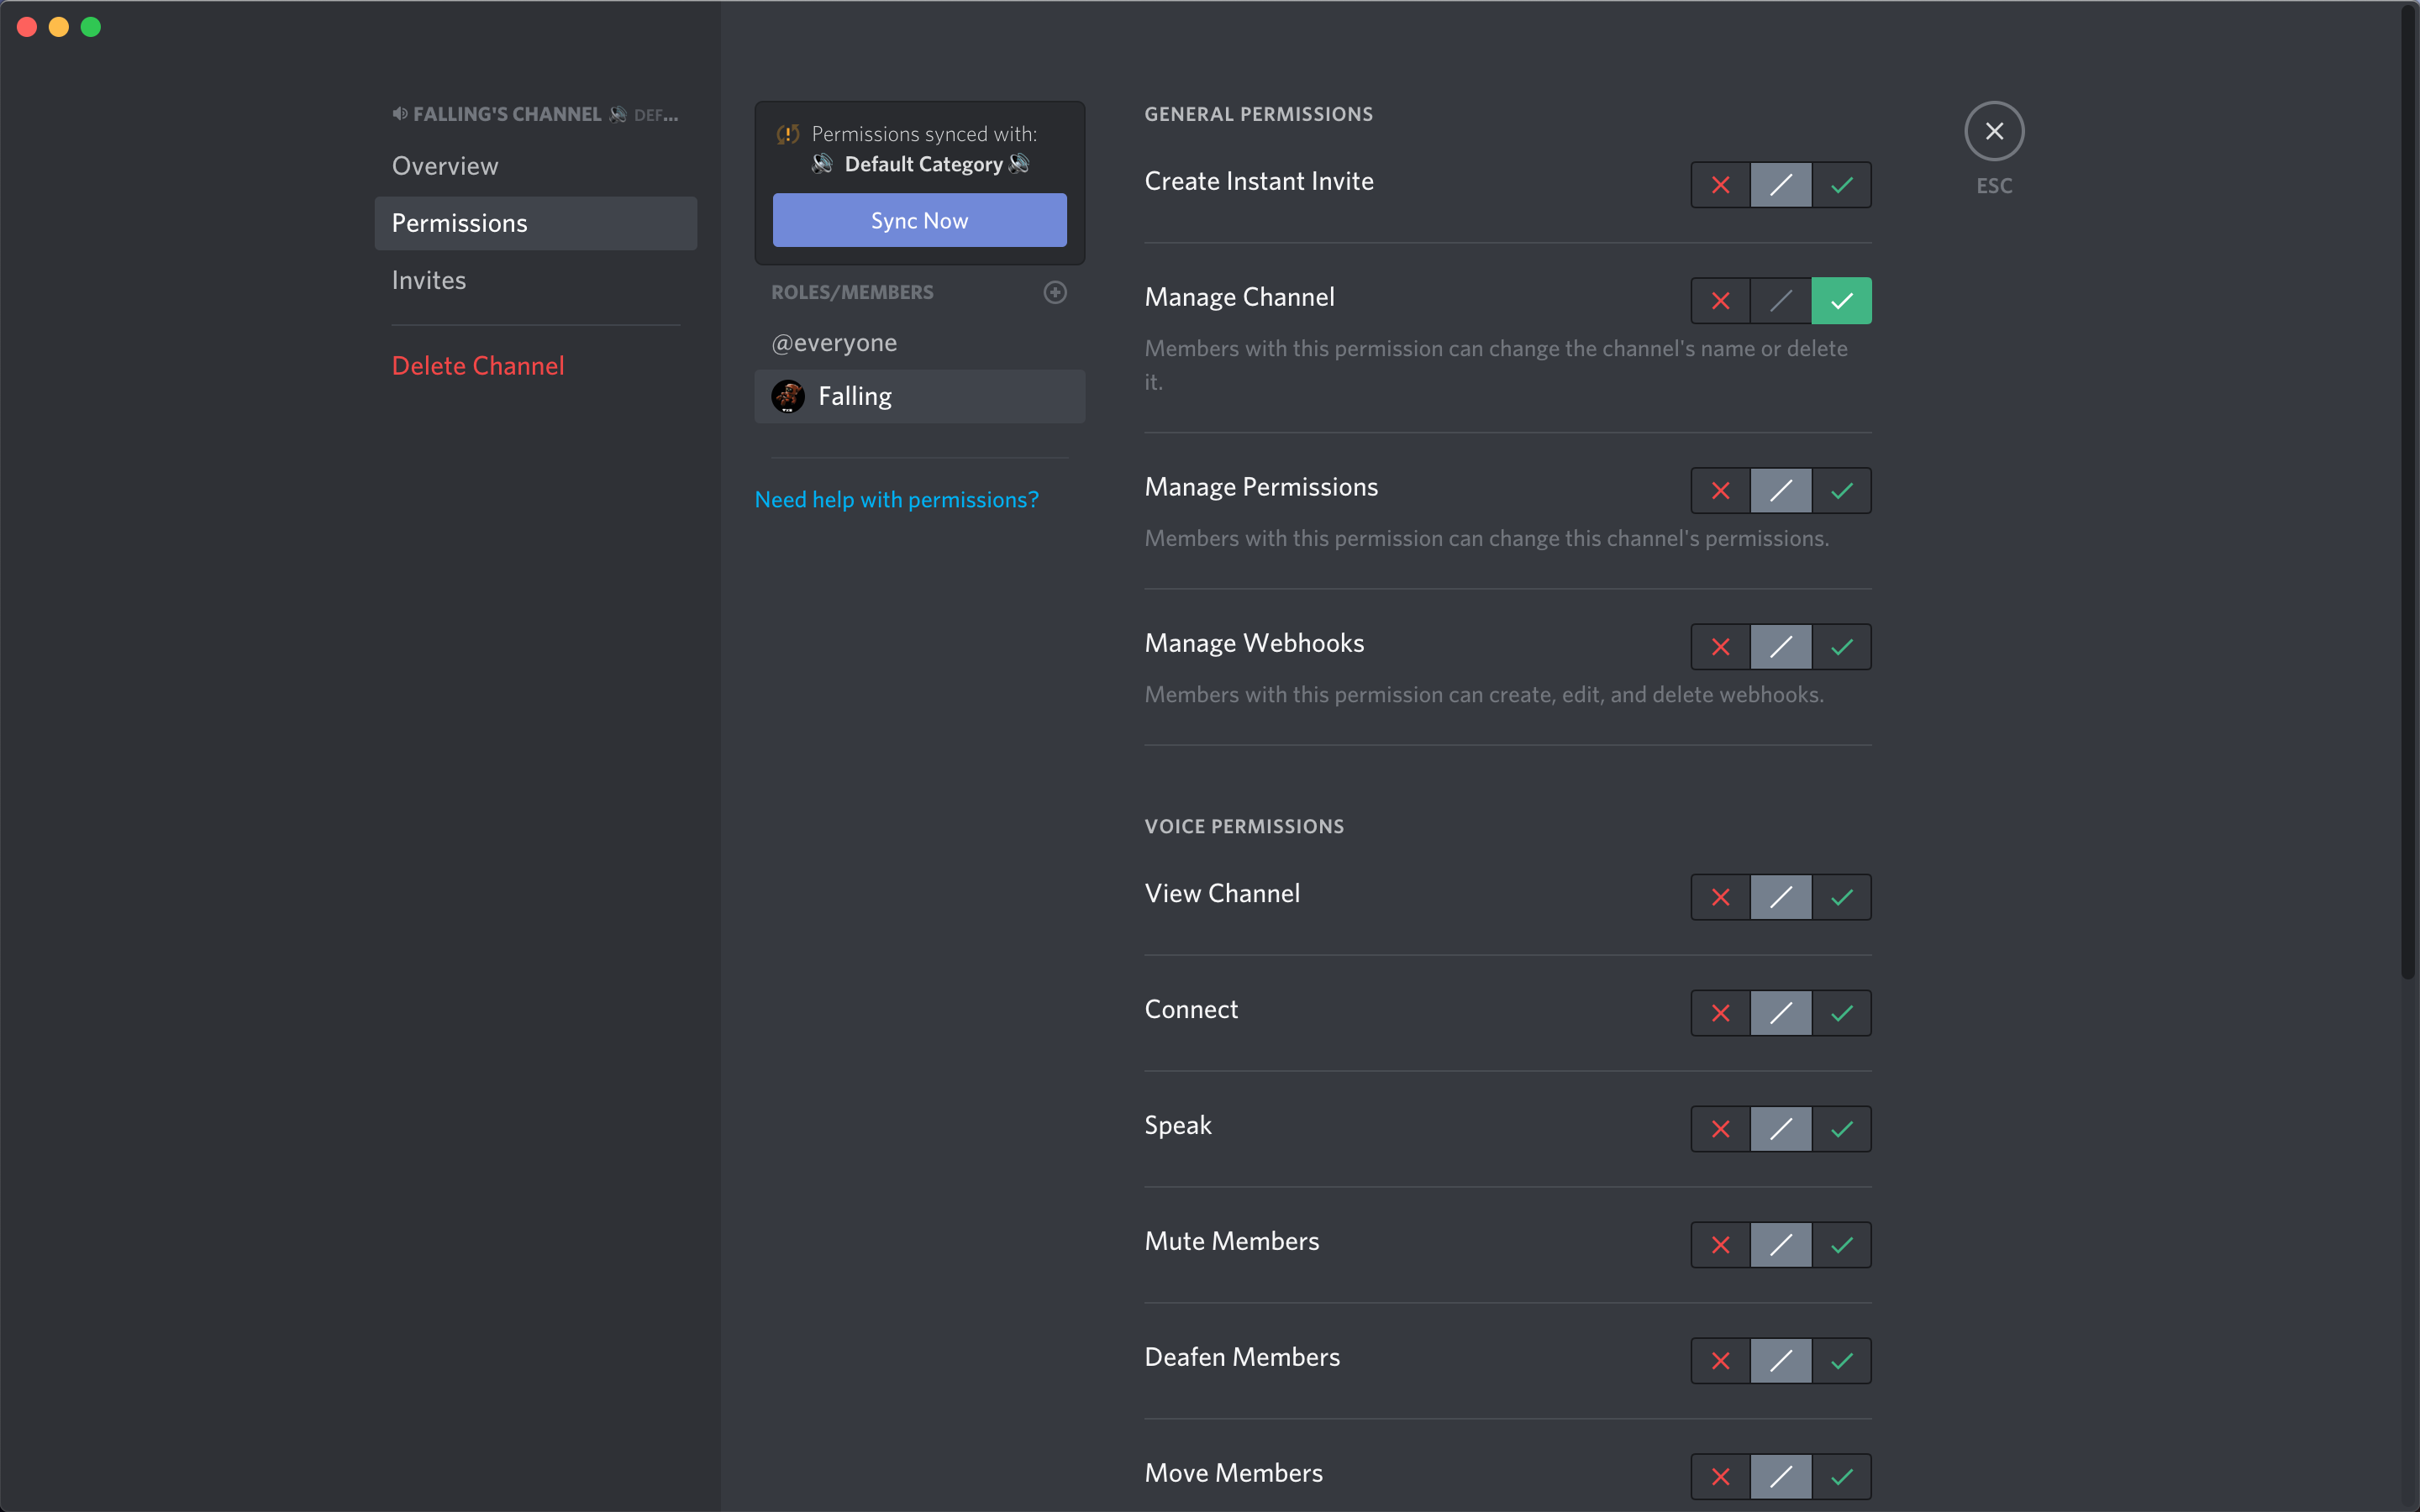 FALLING'S CHANNEL 🔊 DEF...
Overview
Permissions
Invites
Delete Channel
Permissions synced with:
🔊 Default Category 🔊
Sync Now
ROLES/MEMBERS
@everyone
Falling
Need help with permissions?
GENERAL PERMISSIONS
Create Instant Invite
Manage Channel
Members with this permission can change the channel's name or delete
it.
Manage Permissions
Members with this permission can change this channel's permissions.
Manage Webhooks
Members with this permission can create, edit, and delete webhooks.
VOICE PERMISSIONS
View Channel
Connect
Speak
Mute Members
Deafen Members
Move Members
ESC